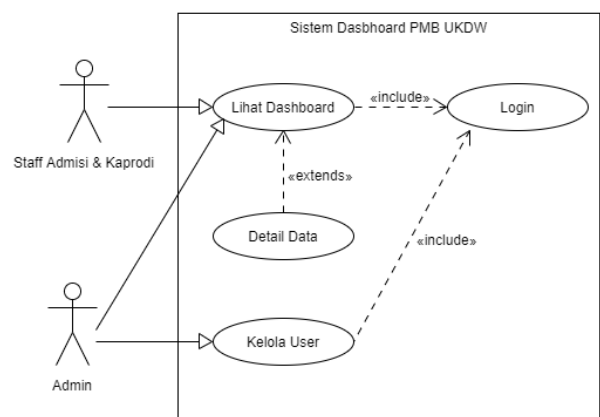 Sistem Dasbhoard PMB UKDW
Lihat Dashboard
«include»
Login
Staff Admisi & Kaprodi
«extends»
Detail Data
«include»
Kelola User
Admin